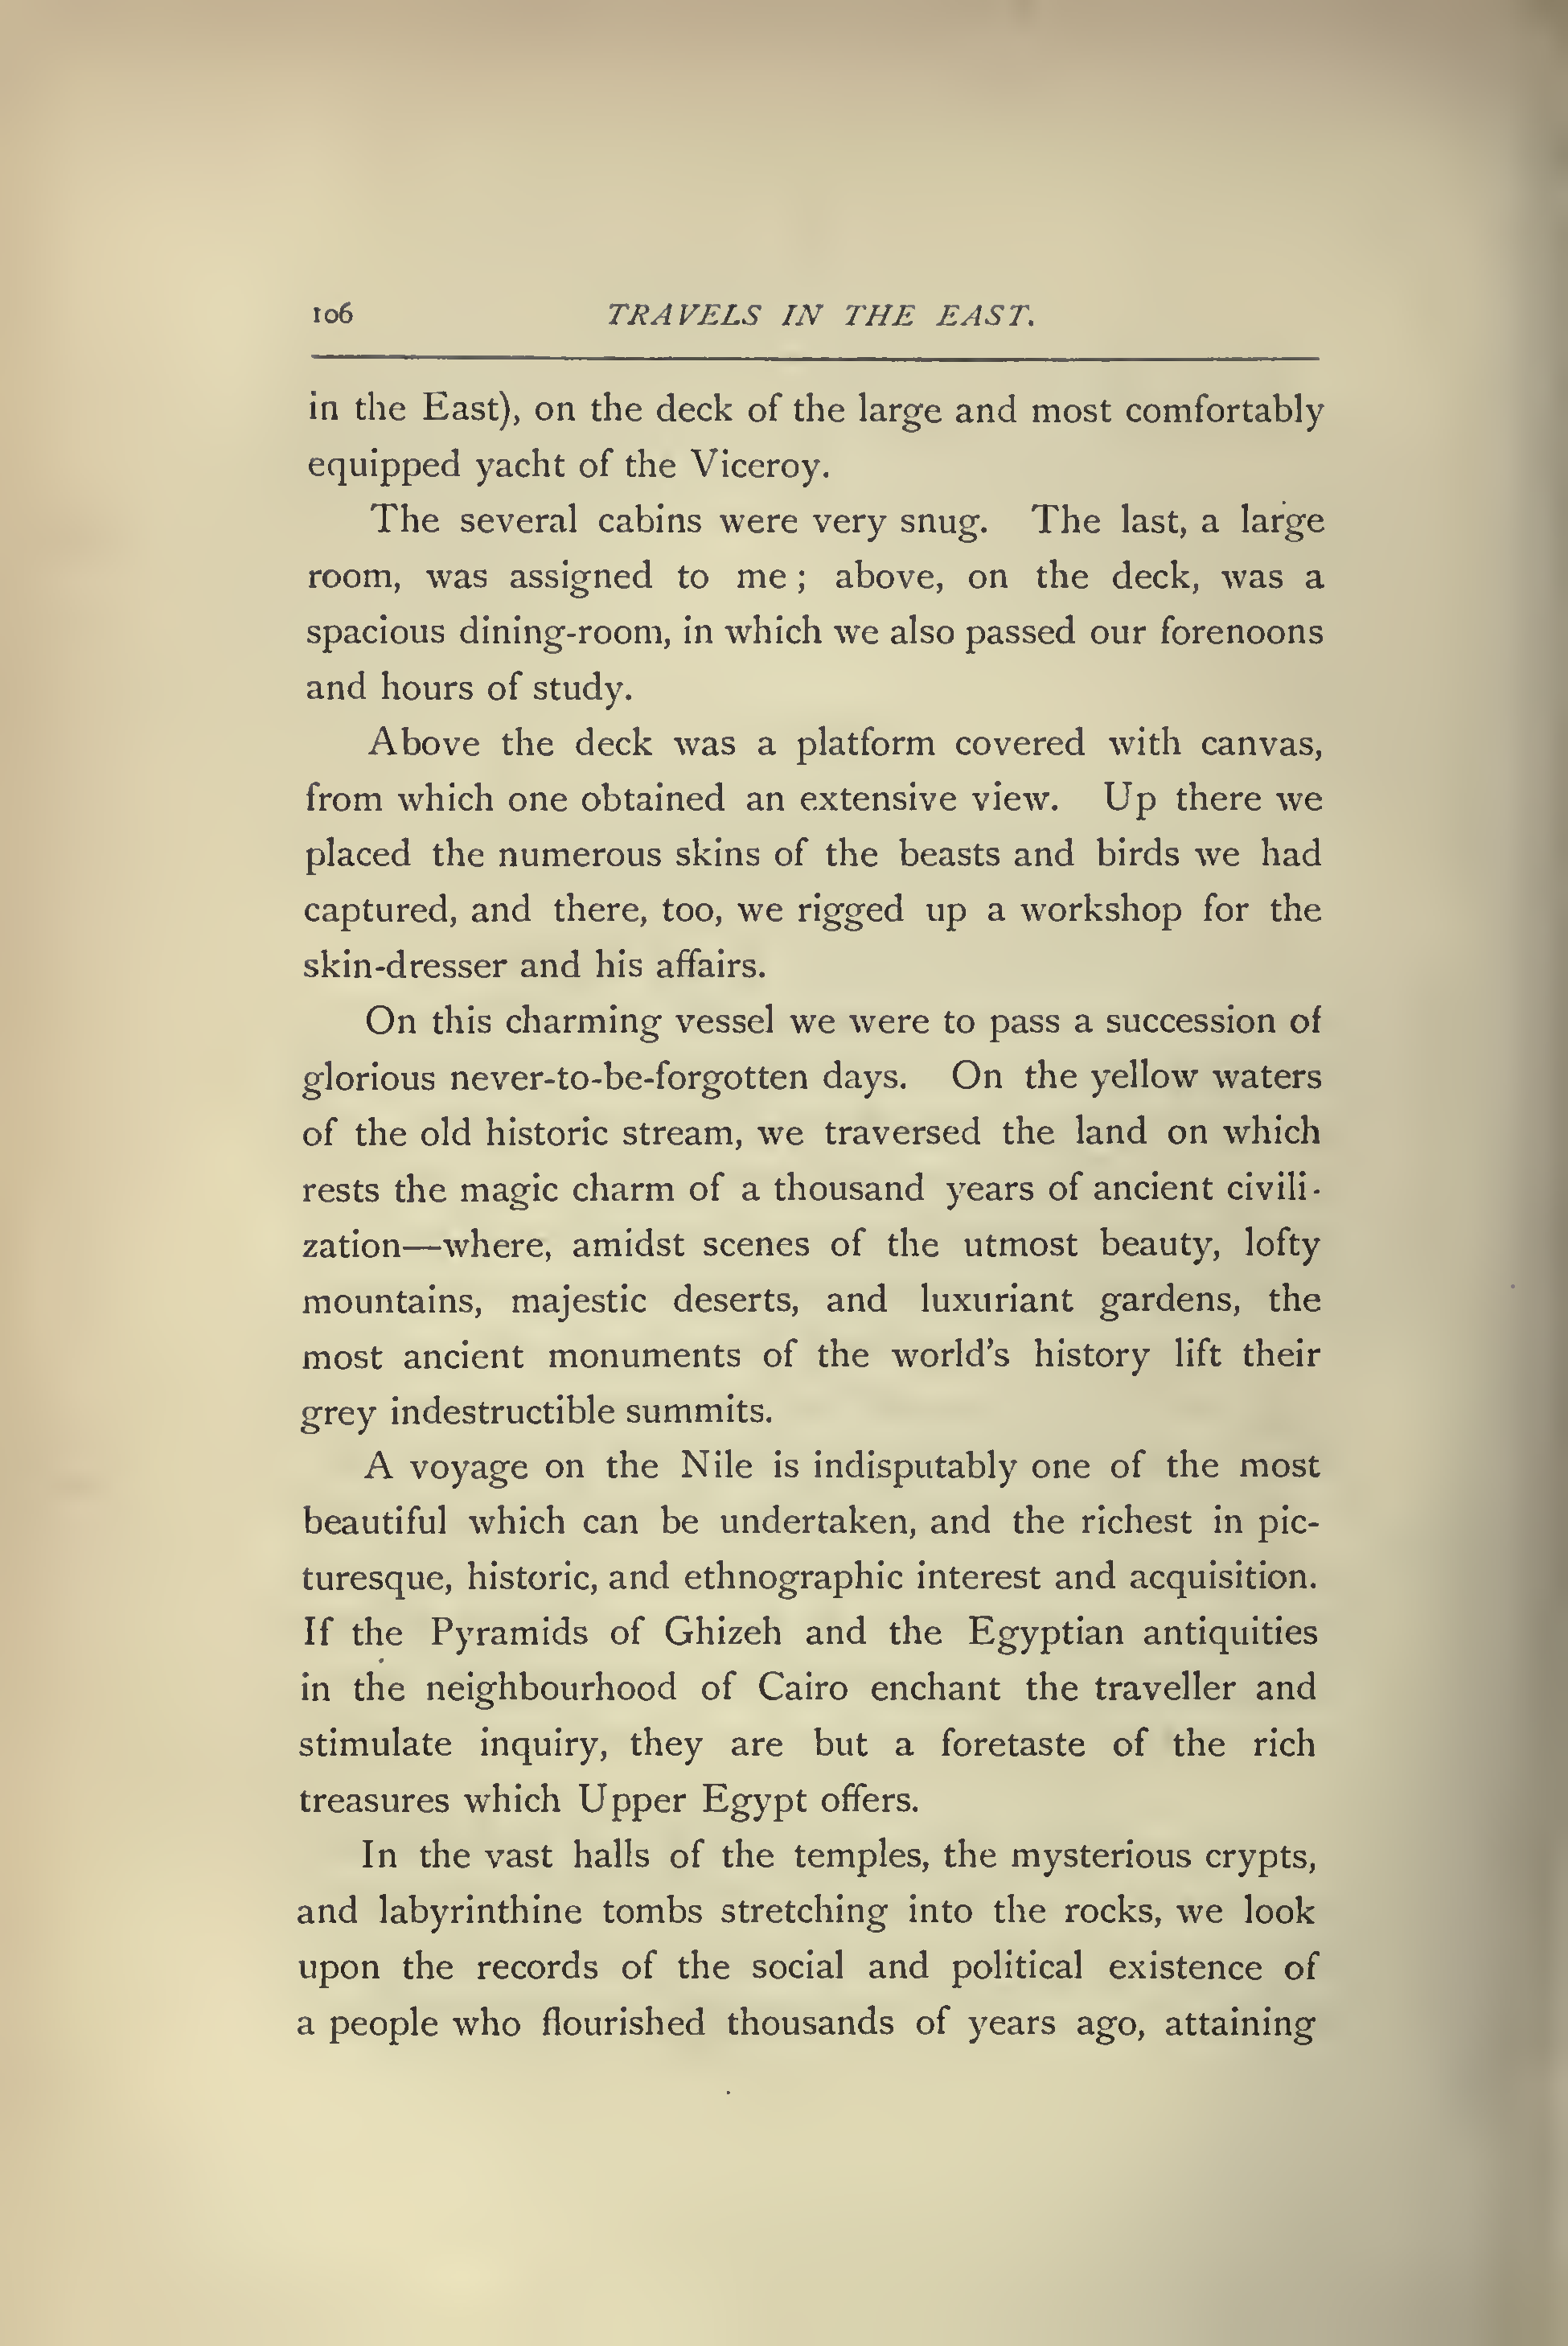 106 TRAVELS IN THE EAST.
in the East), on the deck of the large and most comfortably
equipped yacht of the Viceroy.
The several cabins were very snug. The last, a large
room, was assigned to me ; above, on the deck, was a
spacious dining-room, in which we also passed our forenoons
and hours of study.
Above the deck was a platform covered with canvas,
from which one obtained an extensive view. Up there we
placed the numerous skins of the beasts and birds we had
captured, and there, too, we rigged up a workshop for the
skin-dresser and his affairs.
On this charming vessel we were to pass a succession of
glorious never-to-be-forgotten days. On the yellow waters
of the old historic stream, we traversed the land on which
rests the magic charm of a thousand years of ancient civili-
zation—where, amidst scenes of the utmost beauty, lofty
mountains, majestic deserts, and luxuriant gardens, the
most ancient monuments of the world's history lift their
grey indestructible summits.
A voyage on the Nile is indisputably one of the most
beautiful which can be undertaken, and the richest in pic-
turesque, historic, and ethnographic interest and acquisition.
If the Pyramids of Ghizeh and the Egyptian antiquities
in the neighbourhood of Cairo enchant the traveller and
stimulate inquiry, they are but a foretaste of the rich
treasures which Upper Egypt offers.
In the vast halls of the temples, the mysterious crypts,
and labyrinthine tombs stretching into the rocks, we look
upon the records of the social and political existence of
a people who flourished thousands of years ago, attaining